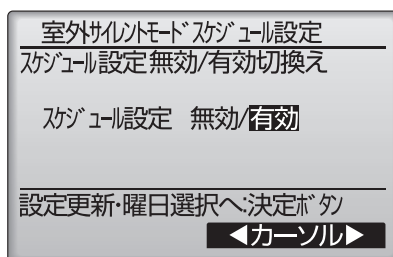 室外ｻｲﾚﾝﾄﾓｰﾄﾞｽｹｼﾞｭｰﾙ設定
ｽｹｼﾞｭｰﾙ設定無効/有効切換え
ｽｹｼﾞｭｰﾙ設定 無効/有効
設定更新･曜日選択へ:決定ﾎﾞﾀﾝ
◀カーソル▶